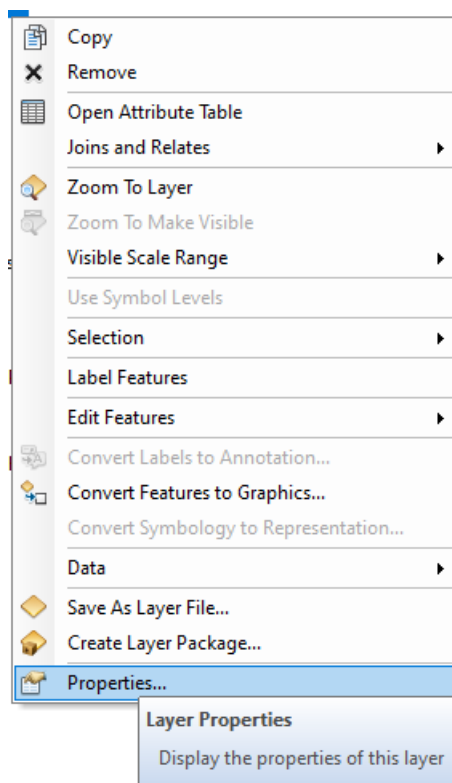 Copy
Remove
Open Attribute Table
Joins and Relates
Zoom To Layer
Zoom To Make Visible
Visible Scale Range
Use Symbol Levels
Selection
Label Features
Edit Features
Convert Labels to Annotation...
Convert Features to Graphics...
Convert Symbology to Representation...
Data
Save As Layer File...
Create Layer Package...
Properties...
Layer Properties
Display the properties of this layer